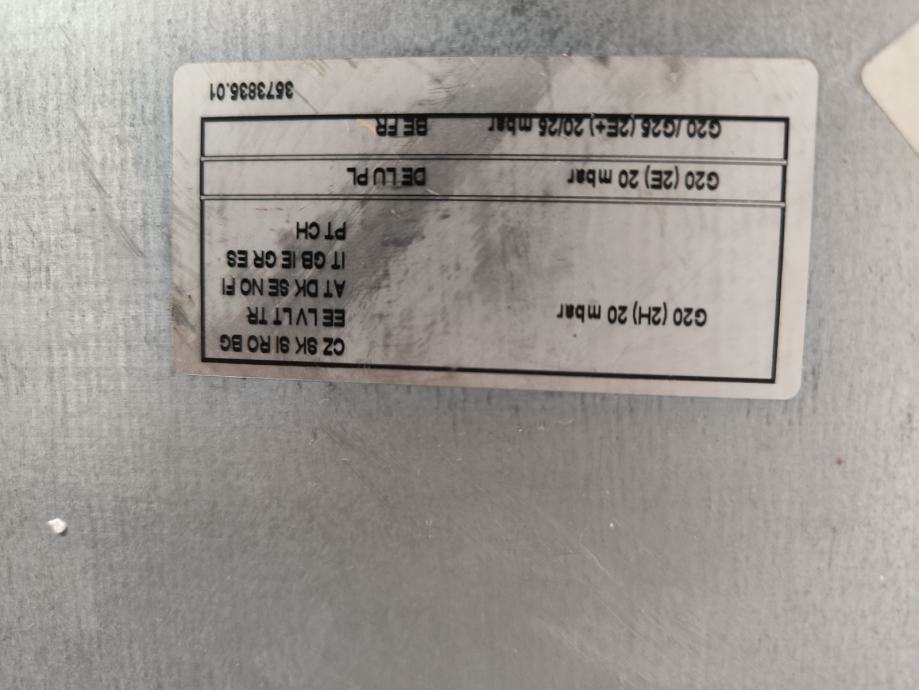 CZ SK SI RO BG
G20 (2H) 20 mbar EE LV LT TR
AT DK SE NO FI
IT GB IE GR ES
PT CH
G20 (2E) 20 mbar DE LU PL
G20 /G25 (2E+) 20/25 mbar BE FR
3573835.01